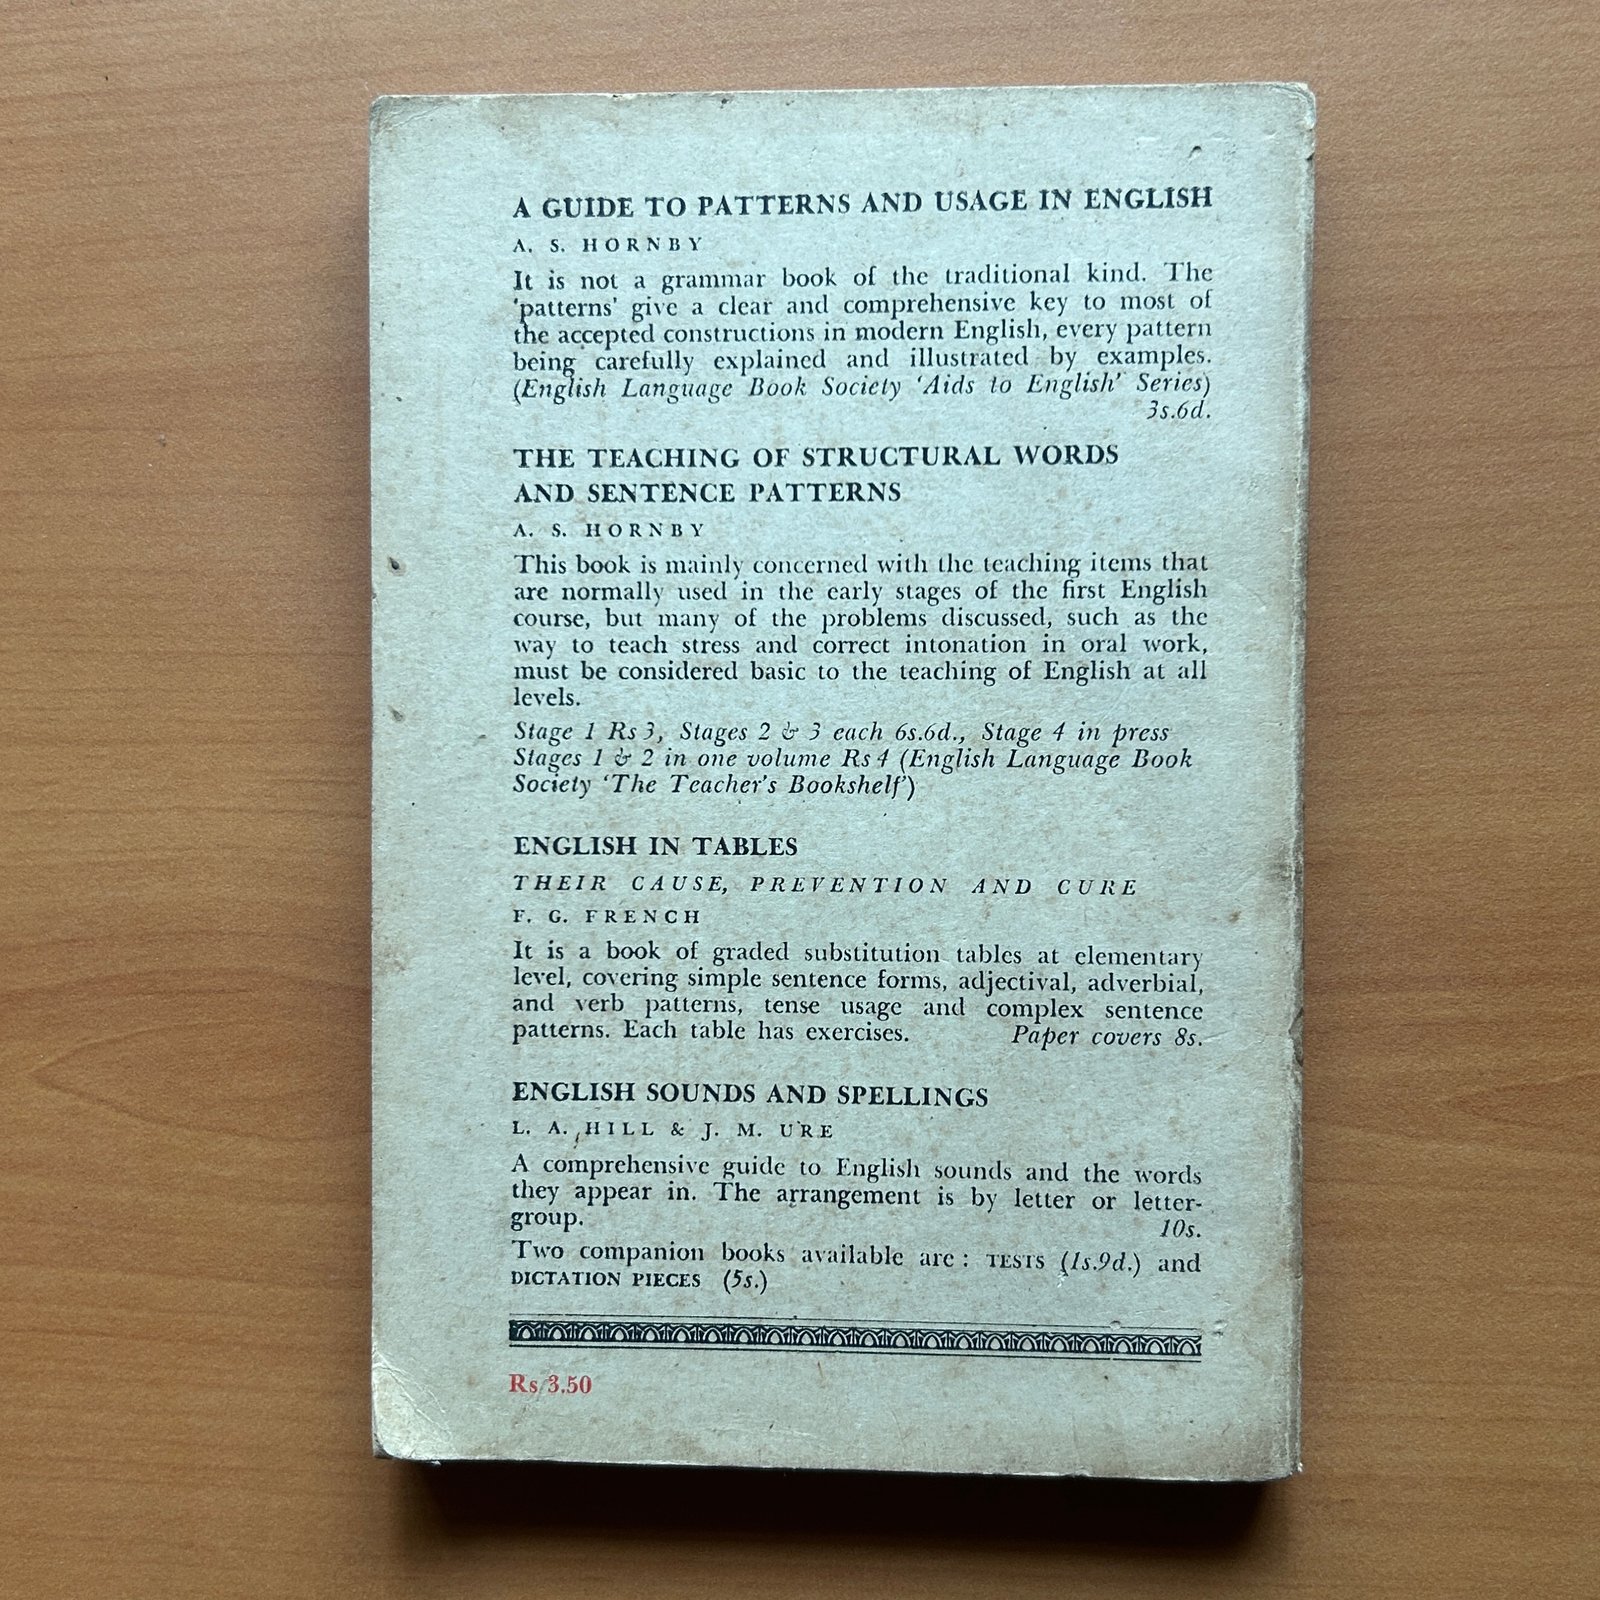 A GUIDE TO PATTERNS AND USAGE IN ENGLISH
A. S. HORNBY
It is not a grammar book of the traditional kind. The
'patterns' give a clear and comprehensive key to most of
the accepted constructions in modern English, every pattern
being carefully explained and illustrated by examples.
(English Language Book Society 'Aids to English' Series)
3s.6d.
THE TEACHING OF STRUCTURAL WORDS
AND SENTENCE PATTERNS
A. S. HORNBY
This book is mainly concerned with the teaching items that
are normally used in the early stages of the first English
course, but many of the problems discussed, such as the
way to teach stress and correct intonation in oral work,
must be considered basic to the teaching of English at all
levels.
Stage 1 Rs 3, Stages 2 & 3 each 6s.6d., Stage 4 in press
Stages 1 & 2 in one volume Rs 4 (English Language Book
Society 'The Teacher's Bookshelf')
ENGLISH IN TABLES
THEIR CAUSE, PREVENTION AND CURE
F. G. FRENCH
It is a book of graded substitution tables at elementary
level, covering simple sentence forms, adjectival, adverbial,
and verb patterns, tense usage and complex sentence
patterns. Each table has exercises. Paper covers 8s.
ENGLISH SOUNDS AND SPELLINGS
L. A. HILL & J. M. URE
A comprehensive guide to English sounds and the words
they appear in. The arrangement is by letter or letter-
group. 10s.
Two companion books available are : TESTS (1s.9d.) and
DICTATION PIECES (5s.)
Rs 3.50